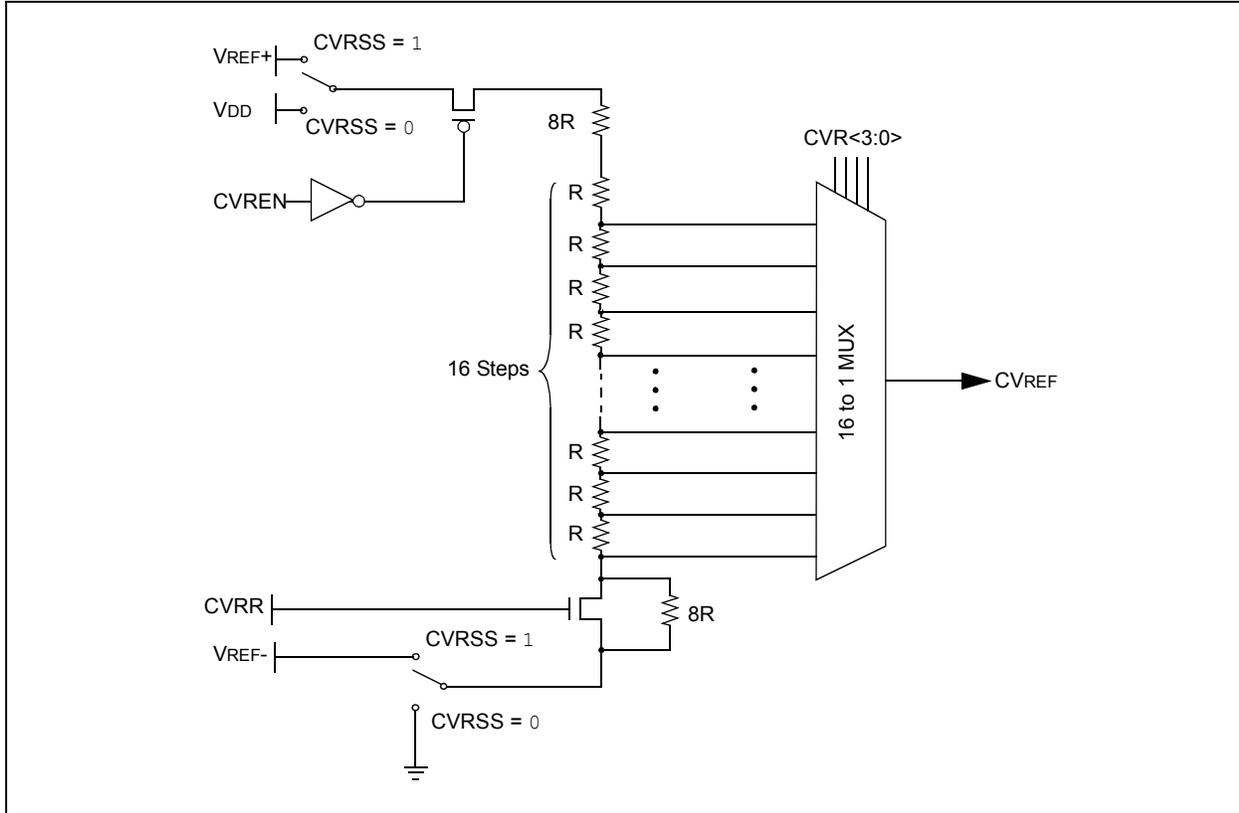 VREF+
CVRSS = 1
VDD
CVRSS = 0
8R
CVR<3:0>
CVREN
R
R
R
R
16 Steps
16 to 1 MUX
CVREF
R
R
R
CVRR
8R
CVRSS = 1
VREF-
CVRSS = 0